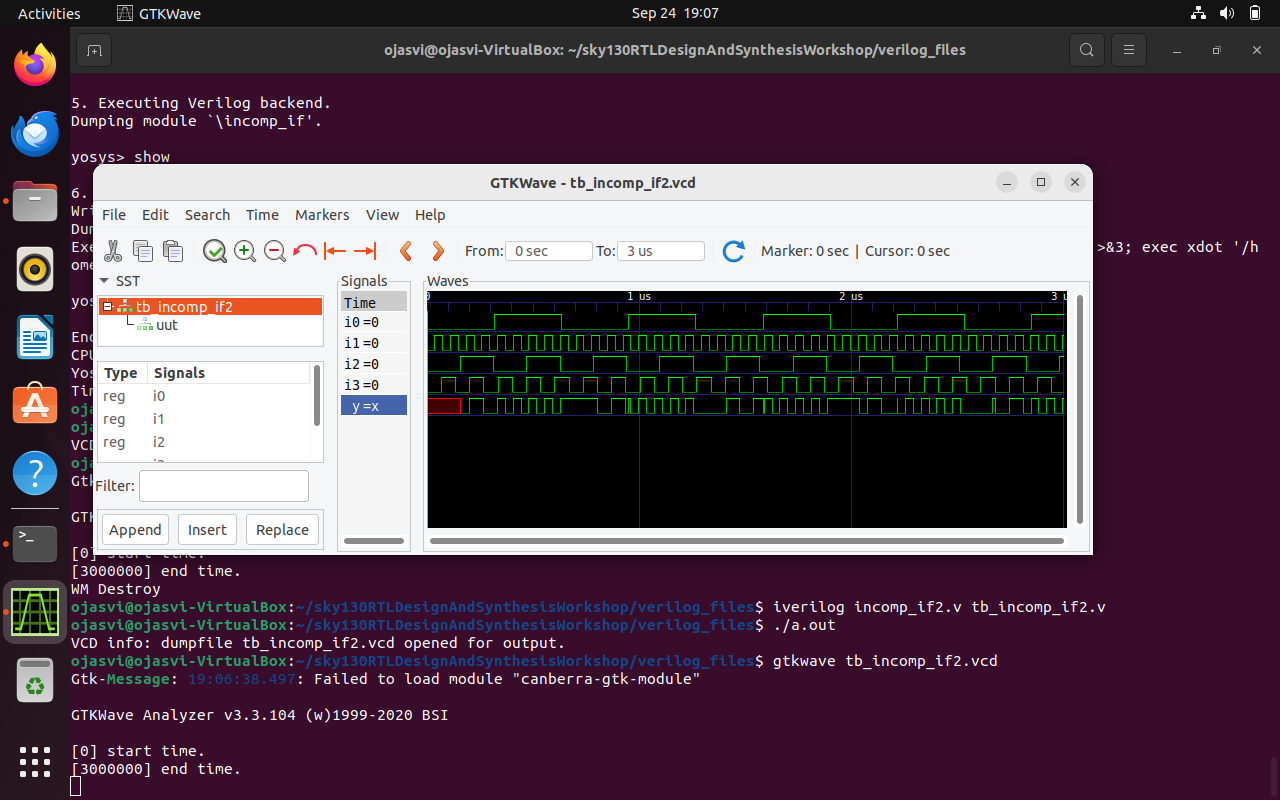 Activities GTKWave Sep 24 19:07
ojasvi@ojasvi-VirtualBox: ~/sky130RTLDesignAndSynthesisWorkshop/verilog_files
5. Executing Verilog backend.
Dumping module `\incomp_if'.
yosys> show
6.
Wri
Dum
Exe >&3; exec xdot '/h
ome
yos
End
CPU
Yos
Tim
oja
oja
VCD
oja
Gtk
GTK
GTKWave - tb_incomp_if2.vcd
File Edit Search Time Markers View Help
From: 0 sec To: 3 us Marker: 0 sec | Cursor: 0 sec
SST
tb_incomp_if2
uut
Type Signals
reg i0
reg i1
reg i2
Filter:
Append Insert Replace
Signals
Time
i0 =0
i1 =0
i2 =0
i3 =0
y =x
Waves
0 1 us 2 us 3 u
[0] start time.
[3000000] end time.
WM Destroy
ojasvi@ojasvi-VirtualBox:~/sky130RTLDesignAndSynthesisWorkshop/verilog_files$ iverilog incomp_if2.v tb_incomp_if2.v
ojasvi@ojasvi-VirtualBox:~/sky130RTLDesignAndSynthesisWorkshop/verilog_files$ ./a.out
VCD info: dumpfile tb_incomp_if2.vcd opened for output.
ojasvi@ojasvi-VirtualBox:~/sky130RTLDesignAndSynthesisWorkshop/verilog_files$ gtkwave tb_incomp_if2.vcd
Gtk-Message: 19:06:38.497: Failed to load module "canberra-gtk-module"
GTKWave Analyzer v3.3.104 (w)1999-2020 BSI
[0] start time.
[3000000] end time.